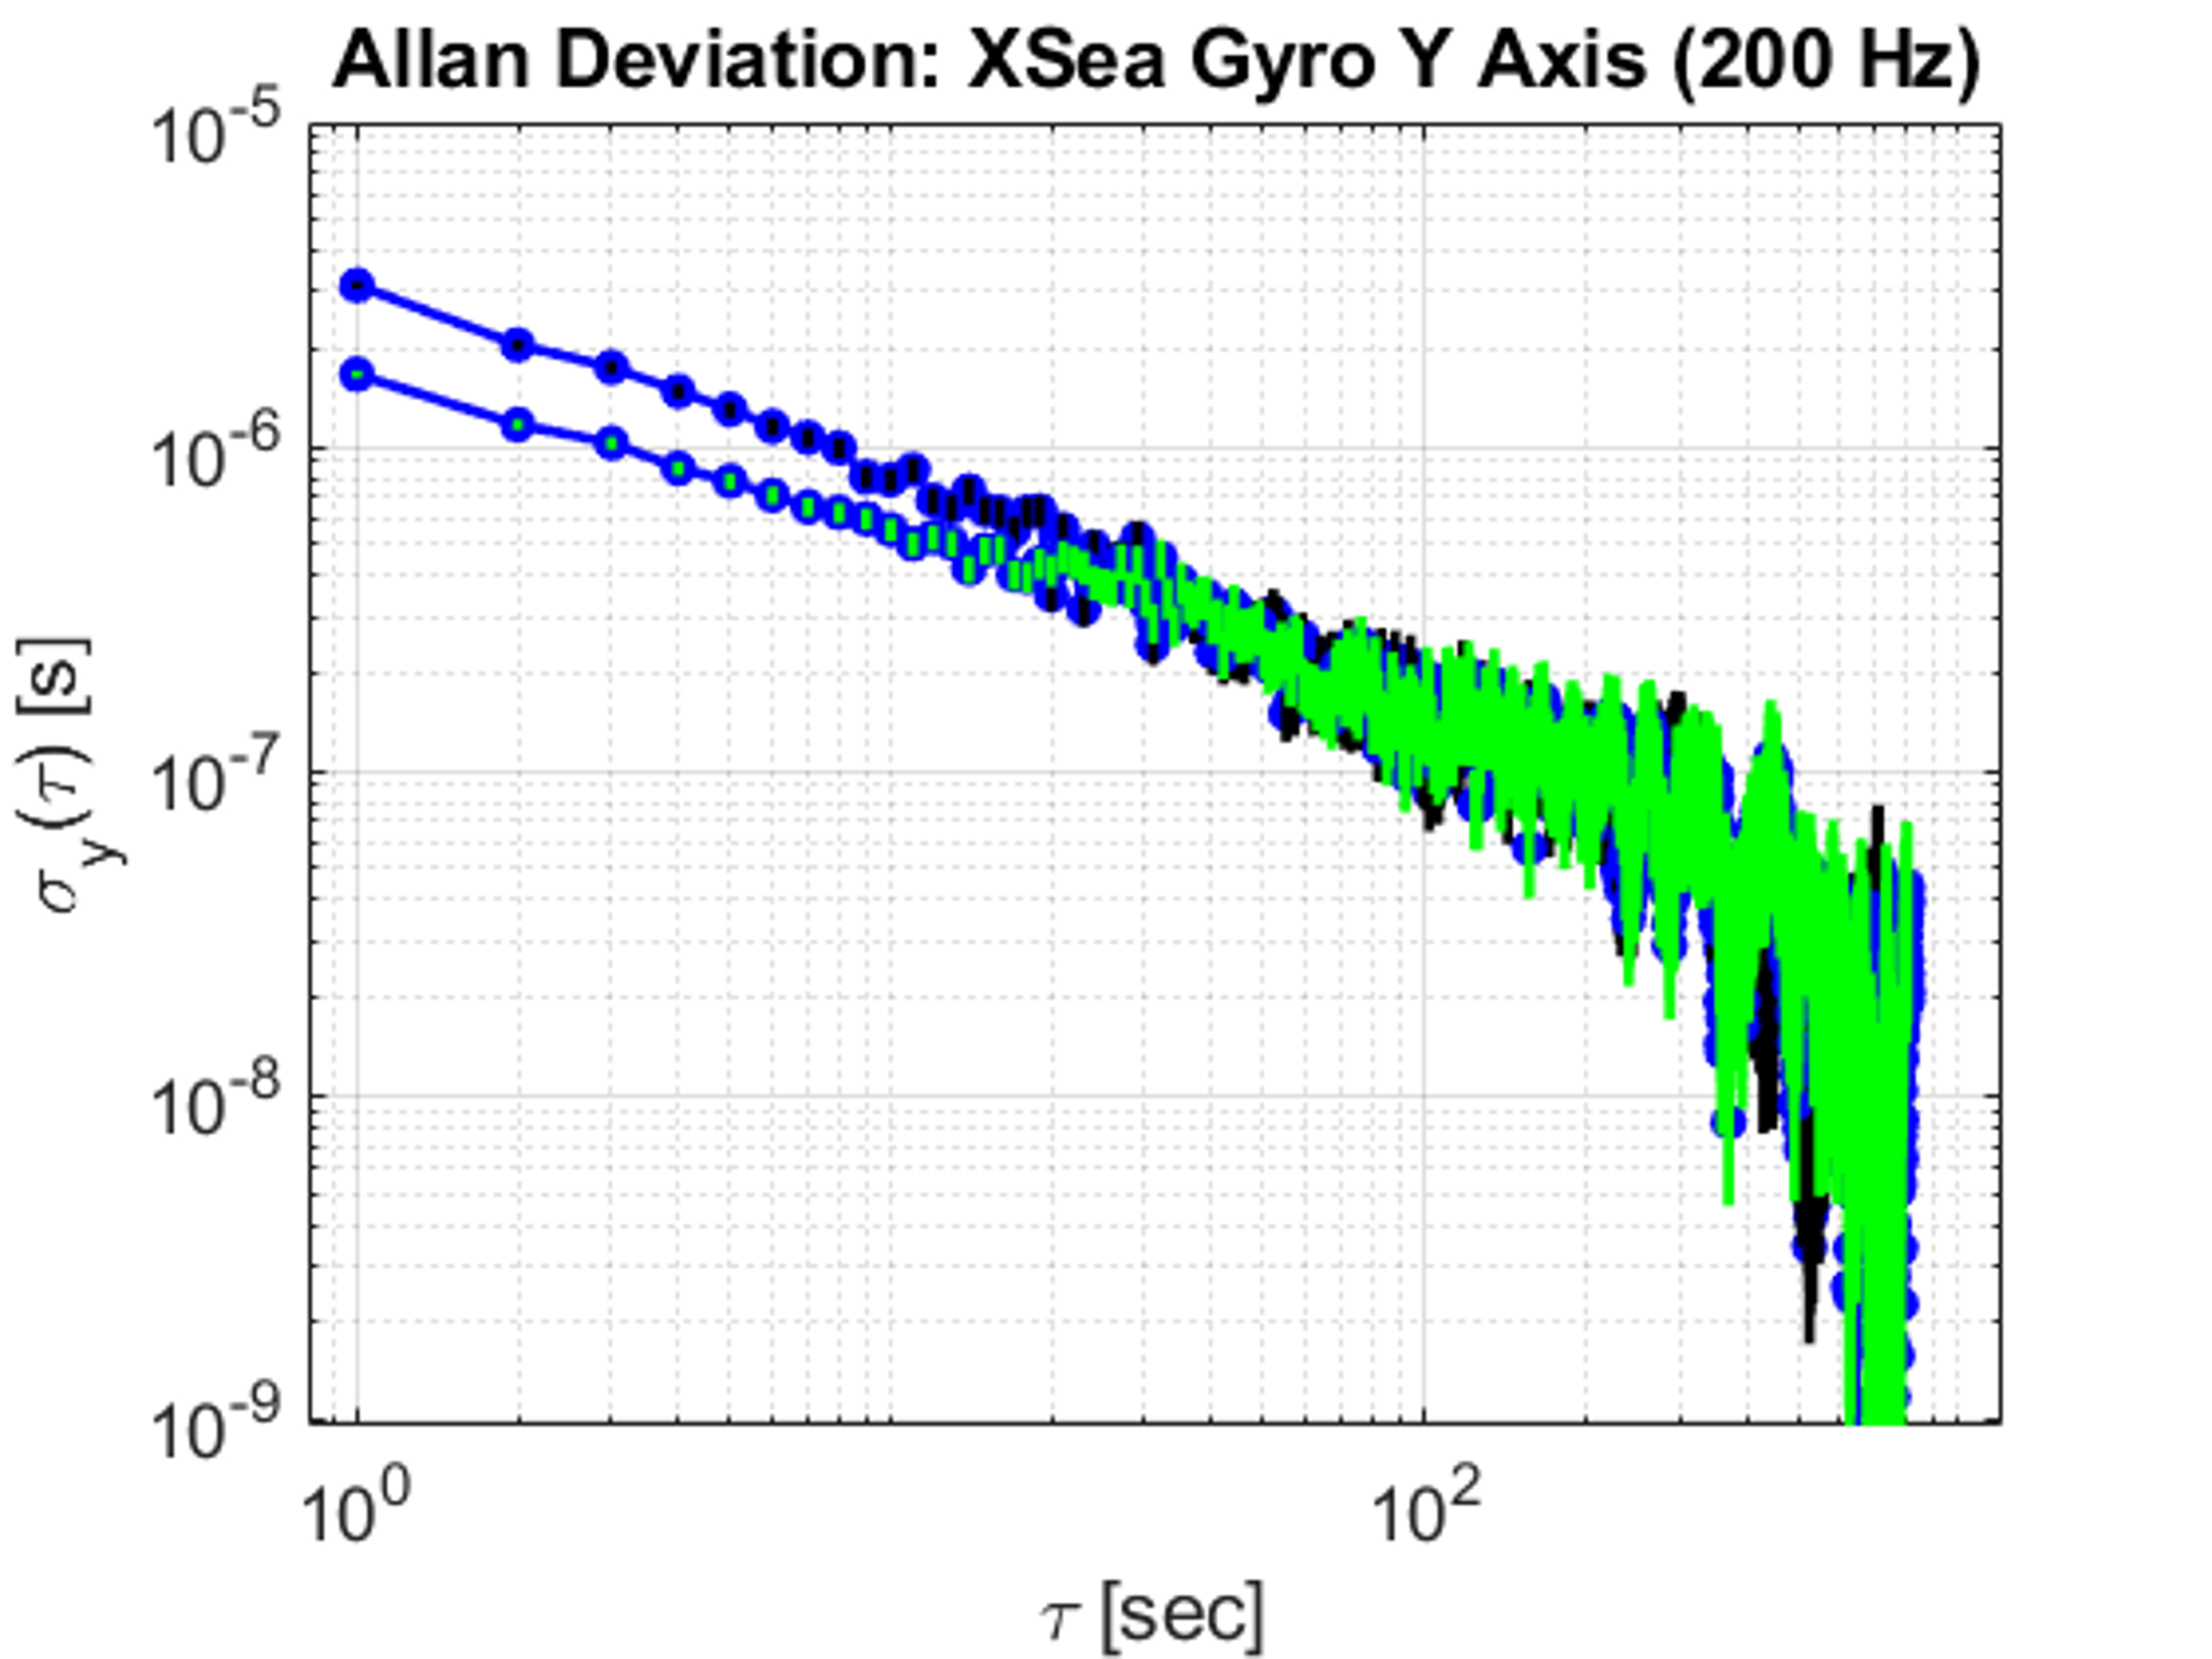 Allan Deviation: XSea Gyro Y Axis (200 Hz)
10⁻⁵
10⁻⁶
10⁻⁷
10⁻⁸
10⁻⁹
σ_y(τ) [s]
10⁰ 10²
τ [sec]